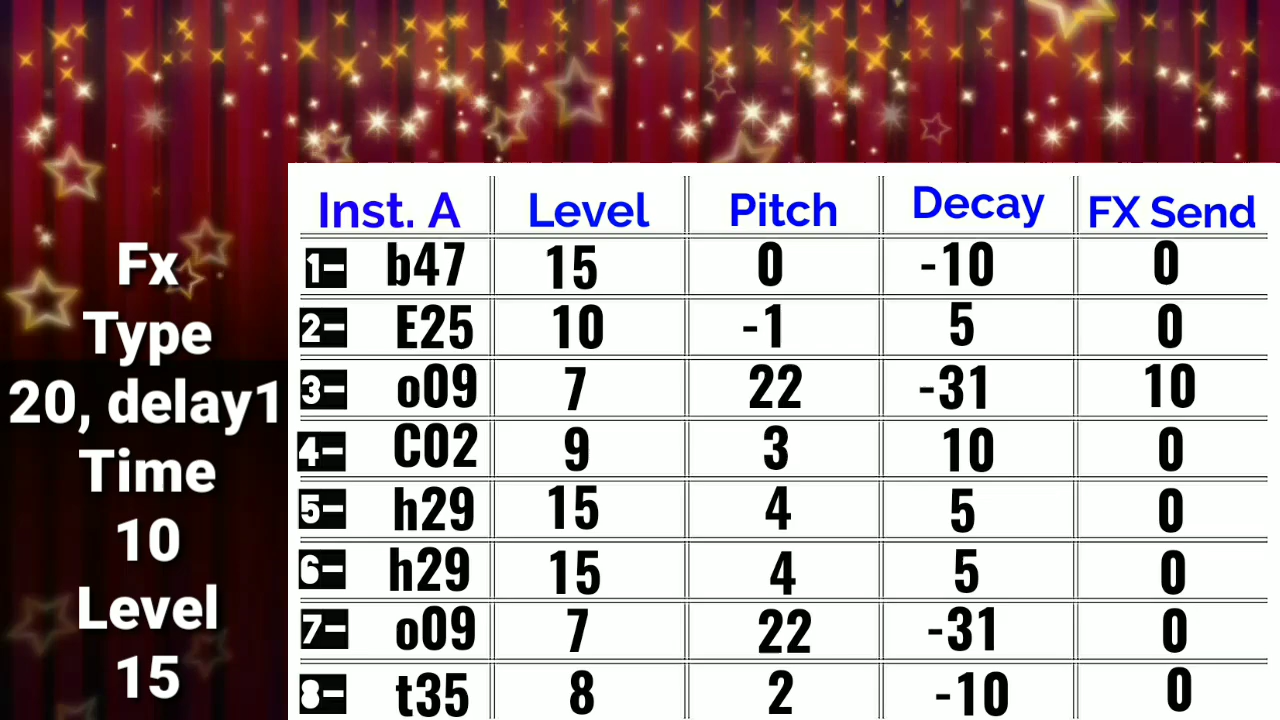 Fx
Type
20, delay1
Time
10
Level
15
Inst. A Level Pitch Decay FX Send
1- b47 15 0 -10 0
2- E25 10 -1 5 0
3- o09 7 22 -31 10
4- C02 9 3 10 0
5- h29 15 4 5 0
6- h29 15 4 5 0
7- o09 7 22 -31 0
8- t35 8 2 -10 0